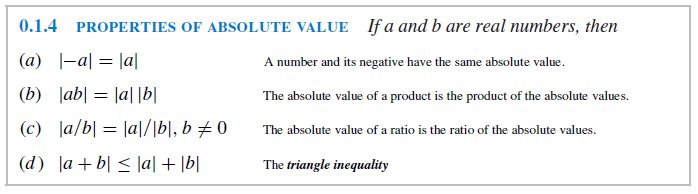 0.1.4 PROPERTIES OF ABSOLUTE VALUE If a and b are real numbers, then
(a) |−a| = |a| A number and its negative have the same absolute value.
(b) |ab| = |a| |b| The absolute value of a product is the product of the absolute values.
(c) |a/b| = |a|/|b|, b ≠ 0 The absolute value of a ratio is the ratio of the absolute values.
(d) |a + b| ≤ |a| + |b| The triangle inequality